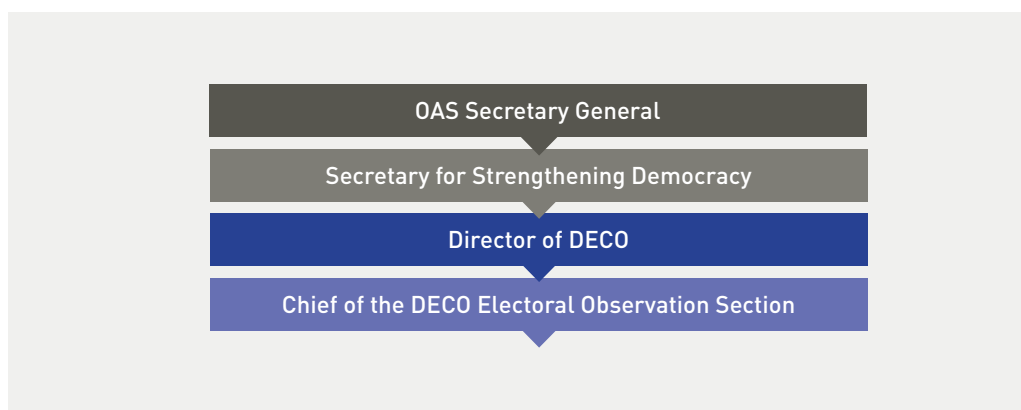 OAS Secretary General
Secretary for Strengthening Democracy
Director of DECO
Chief of the DECO Electoral Observation Section